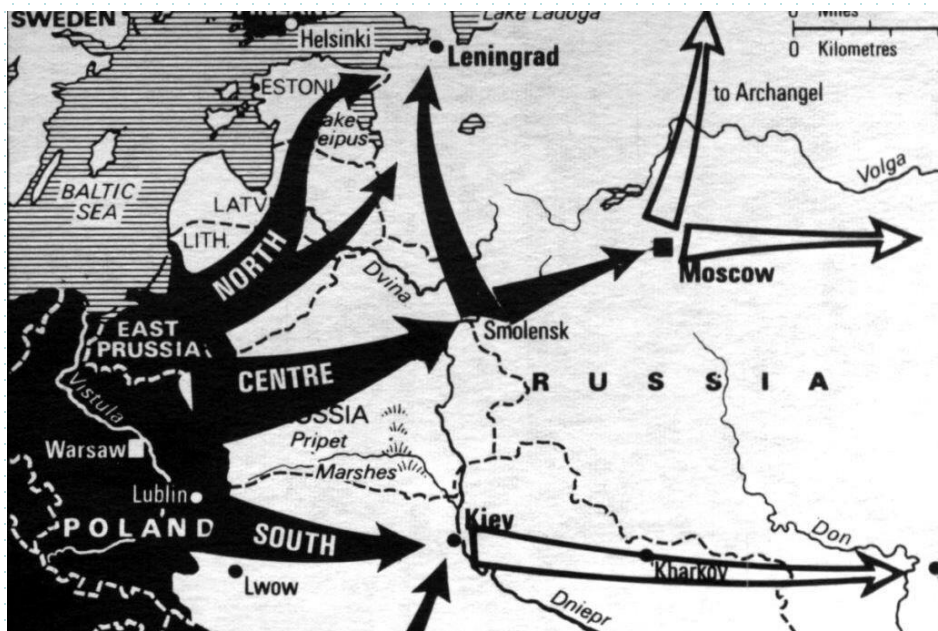 SWEDEN
Helsinki
Lake Ladoga
Miles
0
Kilometres
Leningrad
ESTONI
to Archangel
Lake
Peipus
BALTIC
SEA
LATV
Volga
LITH.
NORTH
Moscow
Dvina
EAST
PRUSSIA
Smolensk
CENTRE
RUSSIA
Vistula
USSIA
Pripet
Marshes
Warsaw
Lublin
POLAND
SOUTH
Kiev
Don
Kharkov
Lwow
Dniepr